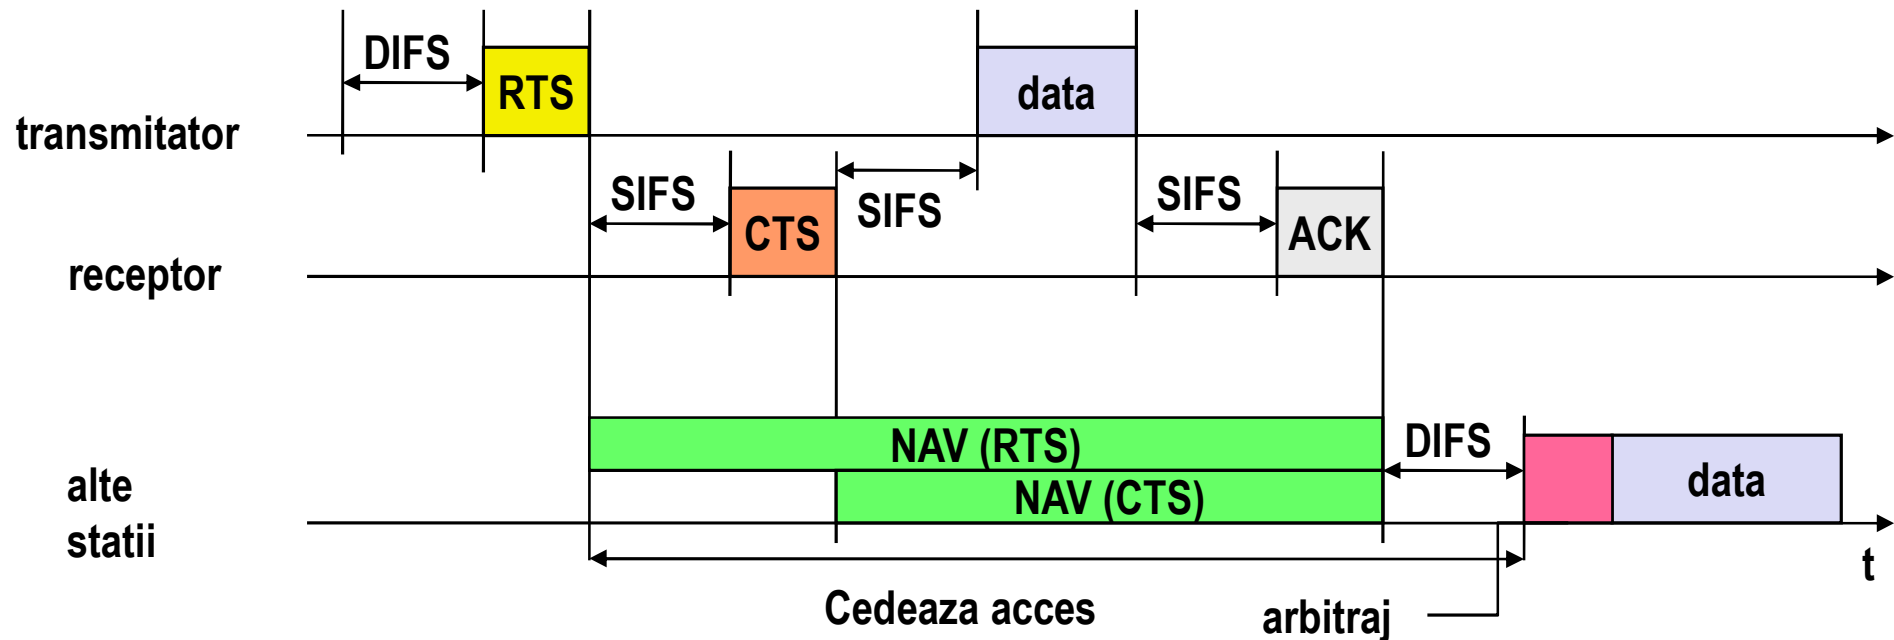 DIFS
RTS
data
transmitator
SIFS
CTS
SIFS
SIFS
ACK
receptor
NAV (RTS)
DIFS
NAV (CTS)
data
alte
statii
t
Cedeaza acces
arbitraj